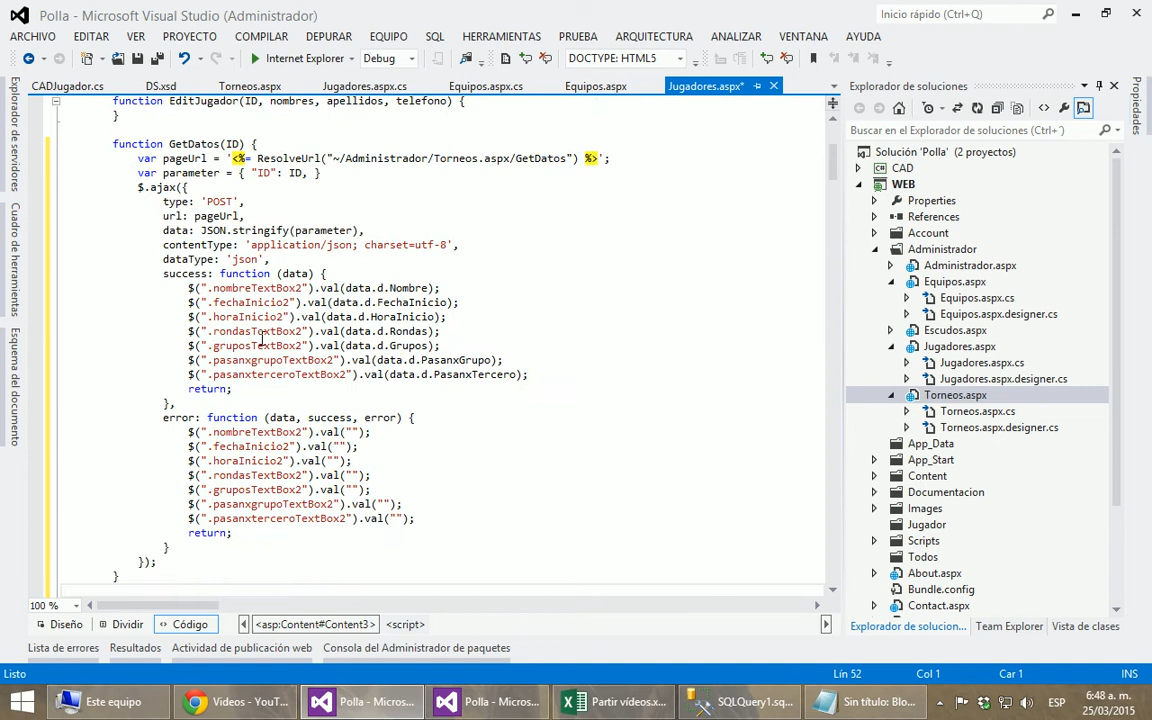 Polla - Microsoft Visual Studio (Administrador)
Inicio rápido (Ctrl+Q)
ARCHIVO EDITAR VER PROYECTO COMPILAR DEPURAR EQUIPO SQL HERRAMIENTAS PRUEBA ARQUITECTURA ANALIZAR VENTANA AYUDA
Internet Explorer Debug DOCTYPE: HTML5
CADJugador.cs DS.xsd Torneos.aspx Jugadores.aspx.cs Equipos.aspx.cs Equipos.aspx Jugadores.aspx*
Explorador de servidores
Cuadro de herramientas
Esquema del documento
function EditJugador(ID, nombres, apellidos, telefono) {
}
function GetDatos(ID) {
var pageUrl = '<%= ResolveUrl("~/Administrador/Torneos.aspx/GetDatos") %>';
var parameter = { "ID": ID, }
$.ajax({
type: 'POST',
url: pageUrl,
data: JSON.stringify(parameter),
contentType: 'application/json; charset=utf-8',
dataType: 'json',
success: function (data) {
$(".nombreTextBox2").val(data.d.Nombre);
$(".fechaInicio2").val(data.d.FechaInicio);
$(".horaInicio2").val(data.d.HoraInicio);
$(".rondasTextBox2").val(data.d.Rondas);
$(".gruposTextBox2").val(data.d.Grupos);
$(".pasanxgrupoTextBox2").val(data.d.PasanxGrupo);
$(".pasanxterceroTextBox2").val(data.d.PasanxTercero);
return;
},
error: function (data, success, error) {
$(".nombreTextBox2").val("");
$(".fechaInicio2").val("");
$(".horaInicio2").val("");
$(".rondasTextBox2").val("");
$(".gruposTextBox2").val("");
$(".pasanxgrupoTextBox2").val("");
$(".pasanxterceroTextBox2").val("");
return;
}
});
}
100 %
Diseño Dividir Código <asp:Content#Content3> <script>
Lista de errores Resultados Actividad de publicación web Consola del Administrador de paquetes
Explorador de soluciones
Buscar en Explorador de soluciones (Ctrl+´)
Solución 'Polla' (2 proyectos)
CAD
WEB
Properties
References
Account
Administrador
Administrador.aspx
Equipos.aspx
Equipos.aspx.cs
Equipos.aspx.designer.cs
Escudos.aspx
Jugadores.aspx
Jugadores.aspx.cs
Jugadores.aspx.designer.cs
Torneos.aspx
Torneos.aspx.cs
Torneos.aspx.designer.cs
App_Data
App_Start
Content
Documentacion
Images
Jugador
Scripts
Todos
About.aspx
Bundle.config
Contact.aspx
Explorador de solucion... Team Explorer Vista de clases
Propiedades
Listo Lín 52 Col 1 Car 1 INS
Este equipo Videos - YouT... Polla - Micros... Polla - Micros... Partir vídeos.x... SQLQuery1.sq... Sin título: Blo... ESP 6:48 a. m.
25/03/2015